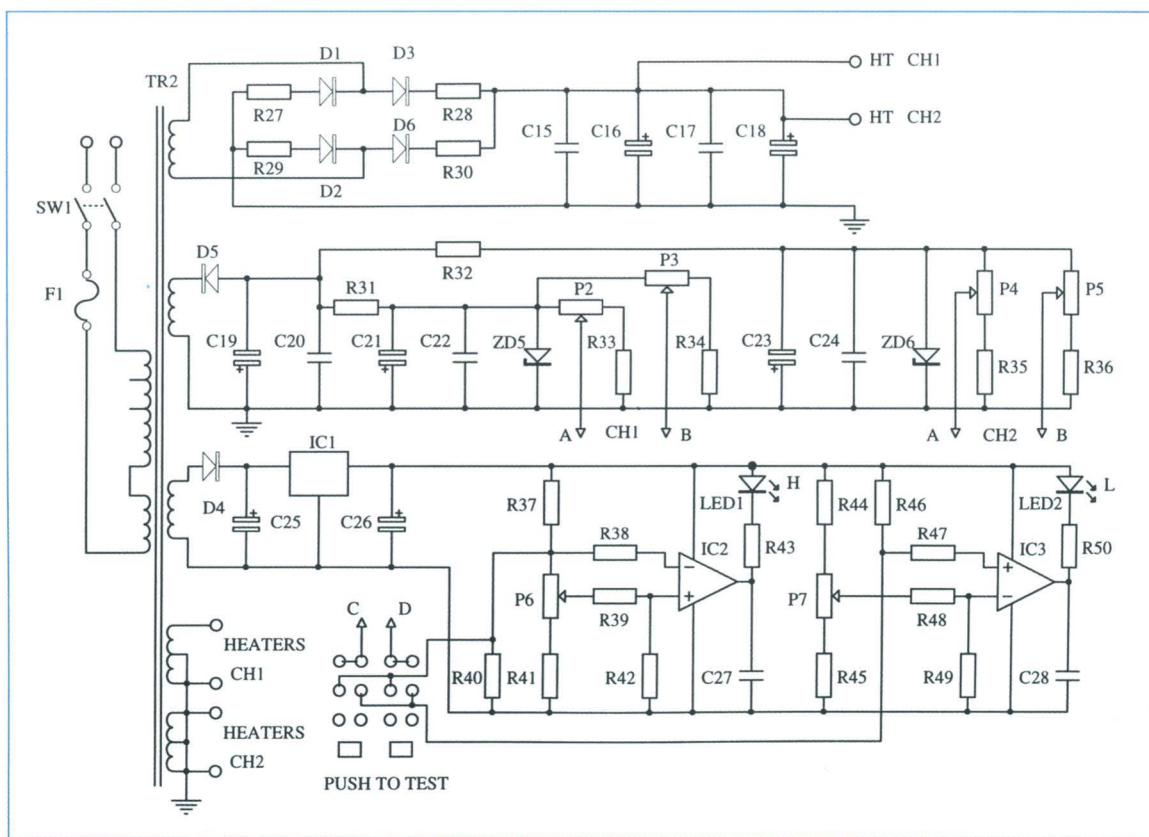 D1 D3
TR2
HT CH1
R27 R28
D6
C15 C16 + C17 C18 +
HT CH2
R29 R30
D2
SW1
D5
R32
P3
F1
R31
P2
P4 P5
C19 + C20 C21 + C22 ZD5 R33 R34 C23 + C24 ZD6
R35 R36
A CH1 B A CH2 B
IC1
D4
C25 + C26 +
R37
LED1 H
R44 R46
LED2 L
R38 IC2 R43
R47 IC3 R50
P6 − +
R39
P7 + −
R48
C D
HEATERS
CH1
R40 R41 R42 C27
R45 R49 C28
HEATERS
CH2
PUSH TO TEST